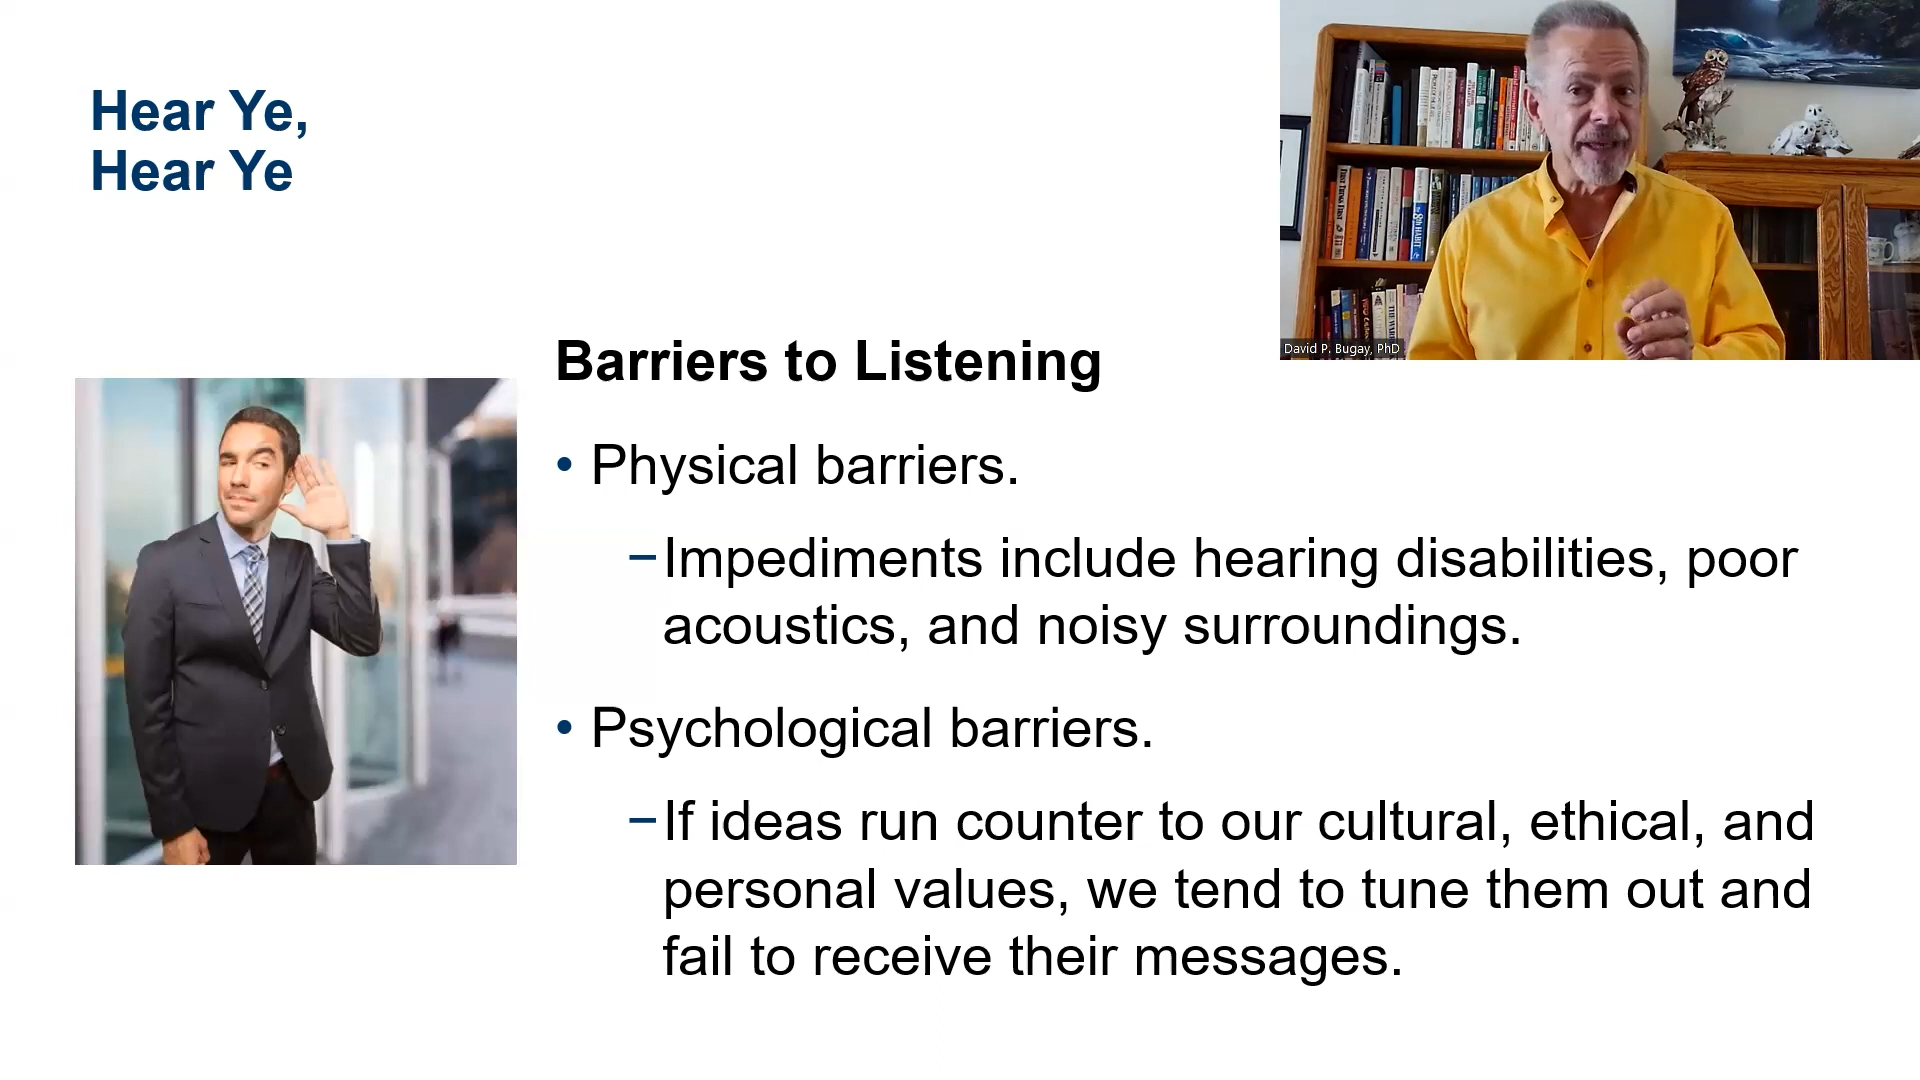 Hear Ye,
Hear Ye
David P. Bugay, PhD
Barriers to Listening
• Physical barriers.
–Impediments include hearing disabilities, poor
acoustics, and noisy surroundings.
• Psychological barriers.
–If ideas run counter to our cultural, ethical, and
personal values, we tend to tune them out and
fail to receive their messages.
8th HABIT